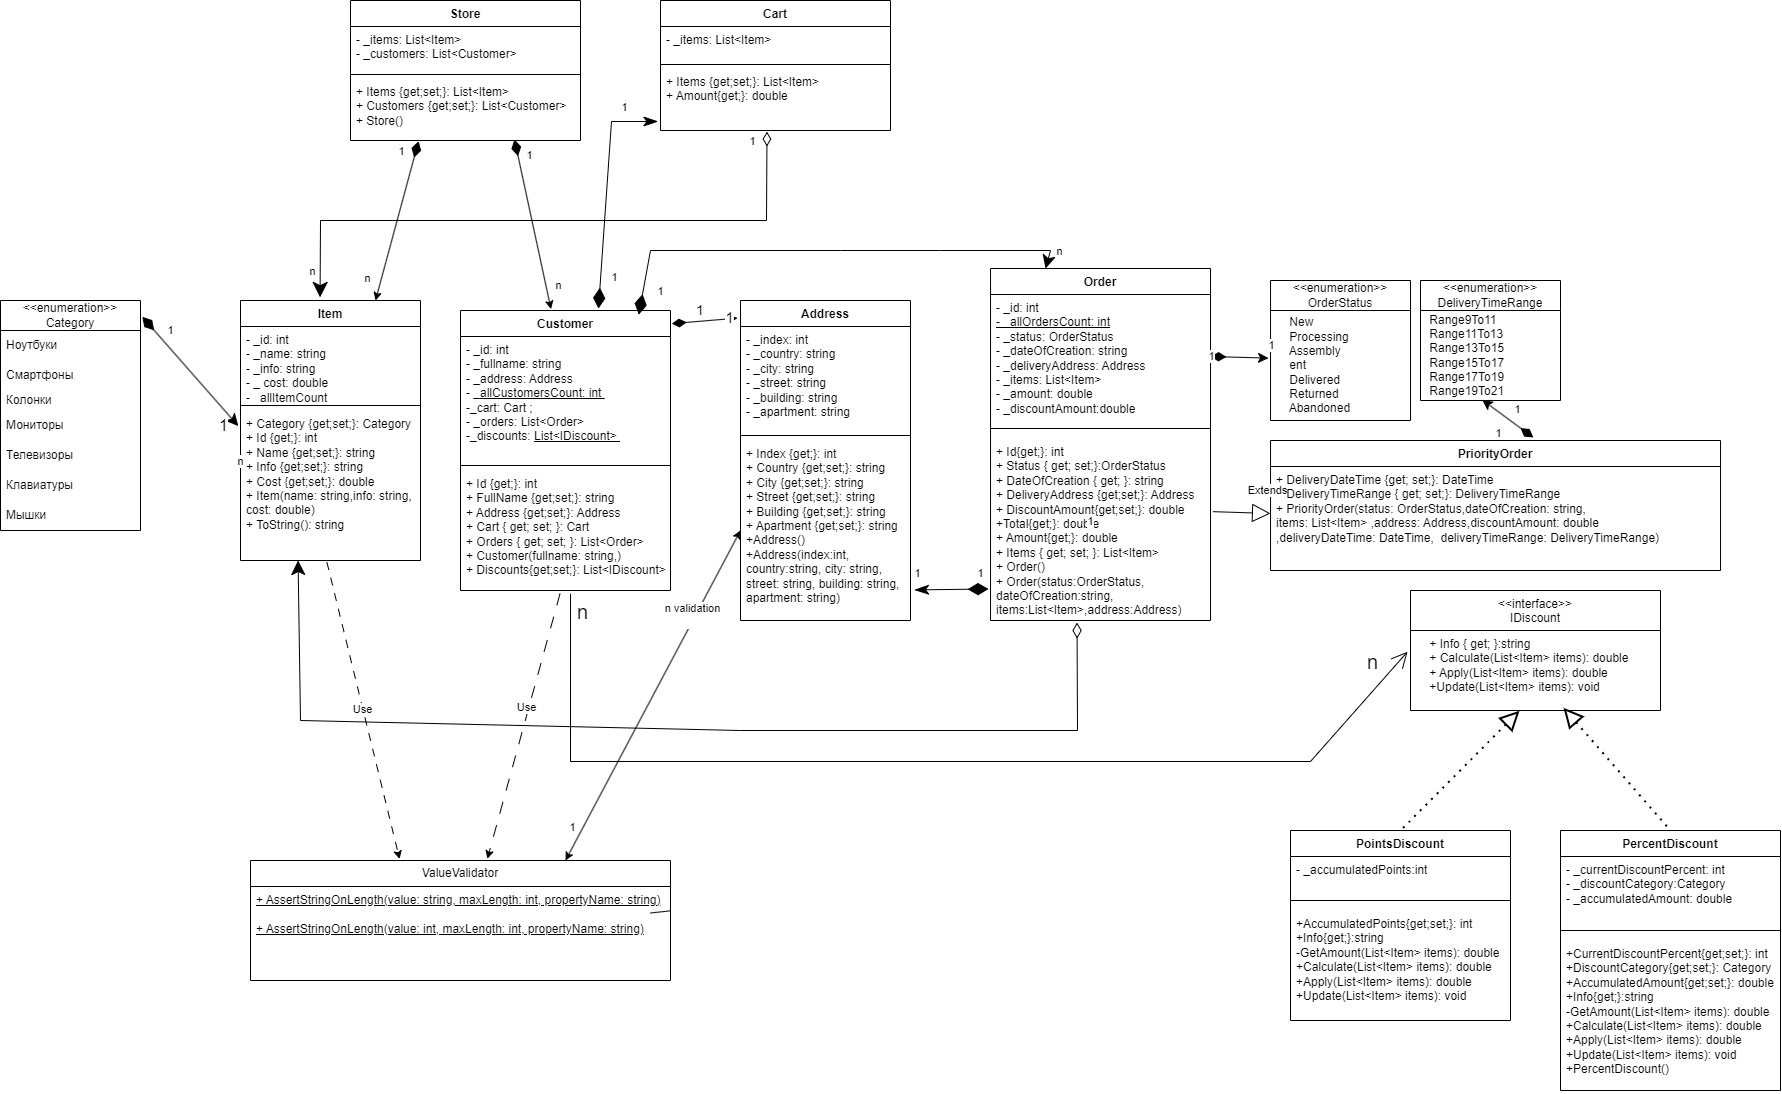 Store
- _items: List<Item>
- _customers: List<Customer>
+ Items {get;set;}: List<Item>
+ Customers {get;set;}: List<Customer>
+ Store()
Cart
- _items: List<Item>
+ Items {get;set;}: List<Item>
+ Amount{get;}: double
1
1
1
1
n
n
n
1
1
n
<<enumeration>>
Category
Ноутбуки
Смартфоны
Колонки
Мониторы
Телевизоры
Клавиатуры
Мышки
1
1
n
Item
- _id: int
- _name: string
- _info: string
- _ cost: double
- _allItemCount
+ Category {get;set;}: Category
+ Id {get;}: int
+ Name {get;set;}: string
+ Info {get;set;}: string
+ Cost {get;set;}: double
+ Item(name: string,info: string,
cost: double)
+ ToString(): string
Customer
- _id: int
- _fullname: string
- _address: Address
- _allCustomersCount: int
-_cart: Cart ;
- _orders: List<Order>
-_discounts: List<IDiscount>
+ Id {get;}: int
+ FullName {get;set;}: string
+ Address {get;set;}: Address
+ Cart { get; set; }: Cart
+ Orders { get; set; }: List<Order>
+ Customer(fullname: string,)
+ Discounts{get;set;}: List<IDiscount>
1
1
Address
- _index: int
- _country: string
- _city: string
- _street: string
- _building: string
- _apartment: string
+ Index {get;}: int
+ Country {get;set;}: string
+ City {get;set;}: string
+ Street {get;set;}: string
+ Building {get;set;}: string
+ Apartment {get;set;}: string
+Address()
+Address(index:int,
country:string, city: string,
street: string, building: string,
apartment: string)
1
1
Order
- _id: int
- _allOrdersCount: int
- _status: OrderStatus
- _dateOfCreation: string
- _deliveryAddress: Address
- _items: List<Item>
- _amount: double
- _discountAmount:double
+ Id{get;}: int
+ Status { get; set;}:OrderStatus
+ DateOfCreation { get; }: string
+ DeliveryAddress {get;set;}: Address
+ DiscountAmount{get;set;}: double
+Total{get;}: double
1
+ Amount{get;}: double
+ Items { get; set; }: List<Item>
+ Order()
+ Order(status:OrderStatus,
dateOfCreation:string,
items:List<Item>,address:Address)
1
1
<<enumeration>>
OrderStatus
New
Processing
Assembly
ent
Delivered
Returned
Abandoned
<<enumeration>>
DeliveryTimeRange
Range9To11
Range11To13
Range13To15
Range15To17
Range17To19
Range19To21
1
1
Extends
PriorityOrder
+ DeliveryDateTime {get; set;}: DateTime
+ DeliveryTimeRange { get; set;}: DeliveryTimeRange
+ PriorityOrder(status: OrderStatus,dateOfCreation: string,
items: List<Item> ,address: Address,discountAmount: double
,deliveryDateTime: DateTime, deliveryTimeRange: DeliveryTimeRange)
<<interface>>
IDiscount
+ Info { get; }:string
+ Calculate(List<Item> items): double
+ Apply(List<Item> items): double
+Update(List<Item> items): void
n
n
n validation
1
Use
Use
ValueValidator
+ AssertStringOnLength(value: string, maxLength: int, propertyName: string)
+ AssertStringOnLength(value: int, maxLength: int, propertyName: string)
PointsDiscount
- _accumulatedPoints:int
+AccumulatedPoints{get;set;}: int
+Info{get;}:string
-GetAmount(List<Item> items): double
+Calculate(List<Item> items): double
+Apply(List<Item> items): double
+Update(List<Item> items): void
PercentDiscount
- _currentDiscountPercent: int
- _discountCategory:Category
- _accumulatedAmount: double
+CurrentDiscountPercent{get;set;}: int
+DiscountCategory{get;set;}: Category
+AccumulatedAmount{get;set;}: double
+Info{get;}:string
-GetAmount(List<Item> items): double
+Calculate(List<Item> items): double
+Apply(List<Item> items): double
+Update(List<Item> items): void
+PercentDiscount()